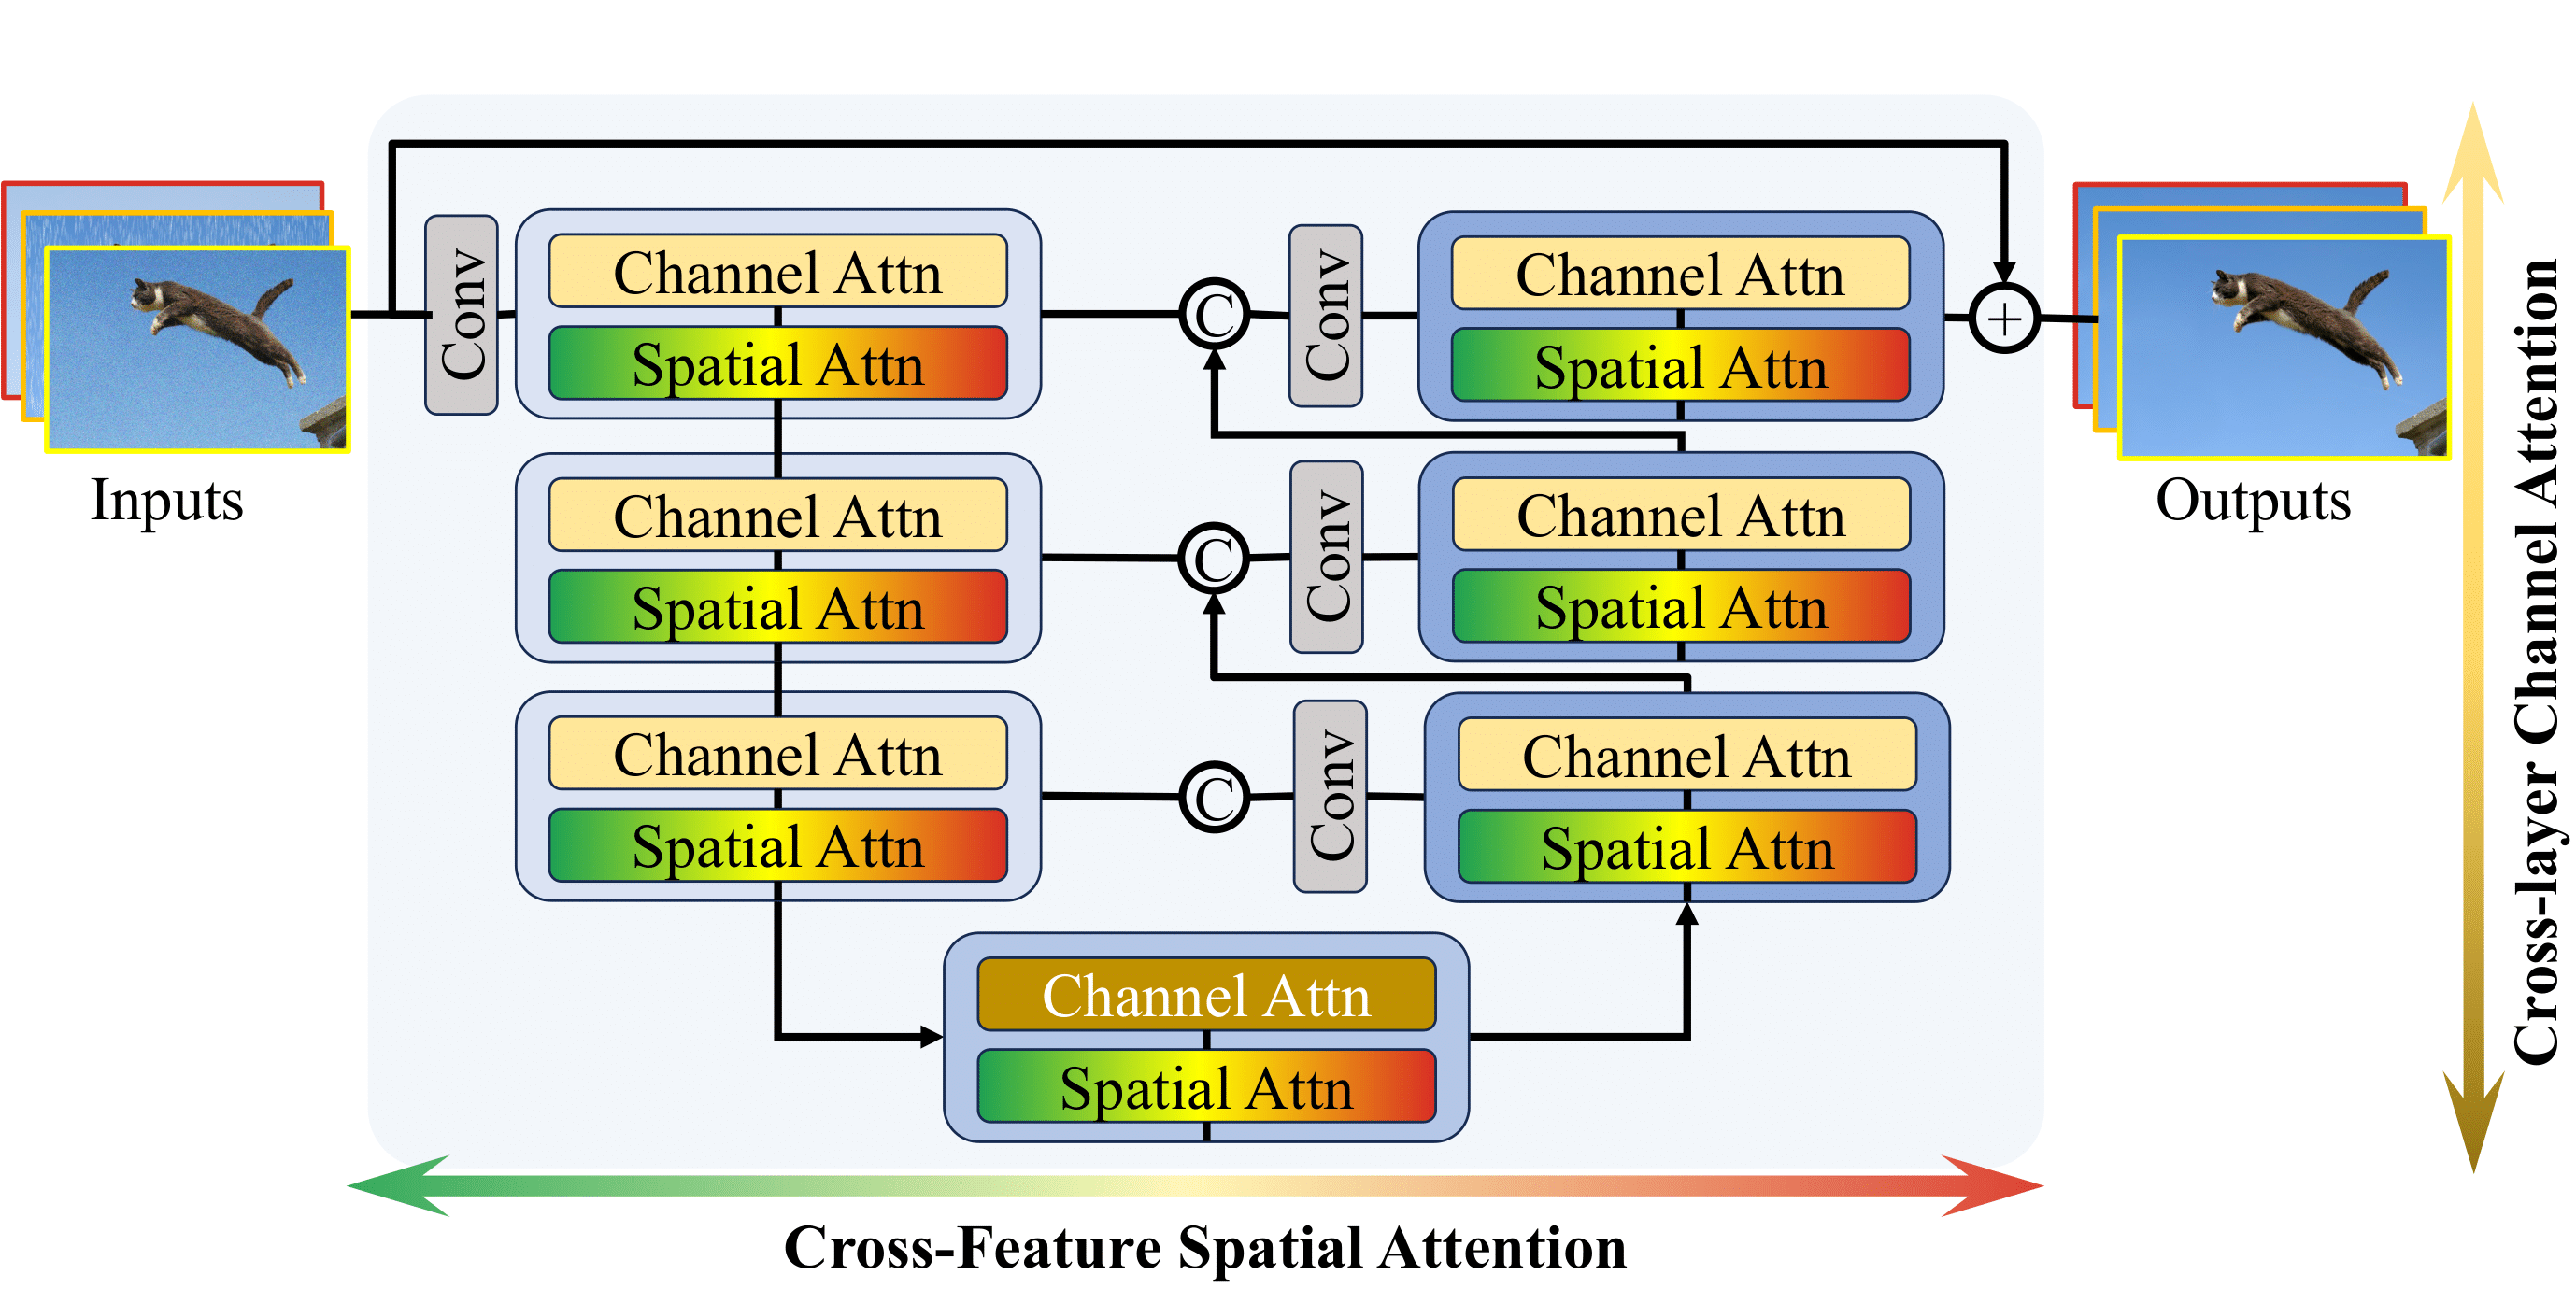 Inputs
Conv
Channel Attn
Spatial Attn
C
Conv
Channel Attn
Spatial Attn
+
Outputs
Channel Attn
Spatial Attn
C
Conv
Channel Attn
Spatial Attn
Channel Attn
Spatial Attn
C
Conv
Channel Attn
Spatial Attn
Channel Attn
Spatial Attn
Cross-Feature Spatial Attention
Cross-layer Channel Attention